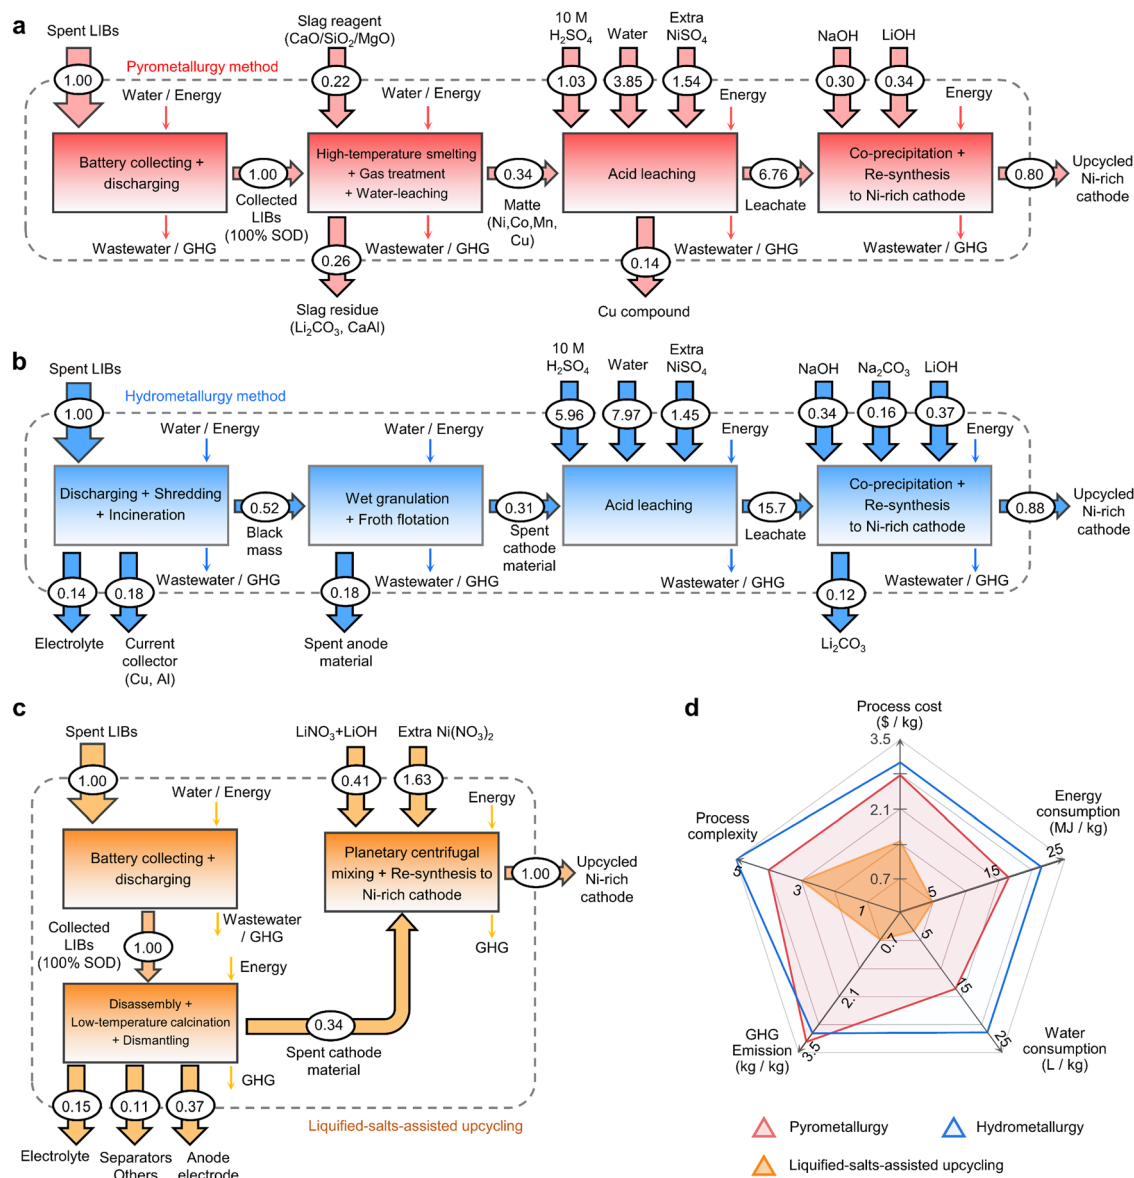 a
Spent LIBs
1.00
Pyrometallurgy method
Water / Energy
Battery collecting +
discharging
Wastewater / GHG
1.00
Collected
LIBs
(100% SOD)
Slag reagent
(CaO/SiO2/MgO)
0.22
Water / Energy
High-temperature smelting
+ Gas treatment
+ Water-leaching
Wastewater / GHG
0.26
Slag residue
(Li2CO3, CaAl)
0.34
Matte
(Ni,Co,Mn,
Cu)
10 M
H2SO4
Water
Extra
NiSO4
1.03
3.85
1.54
Energy
Acid leaching
Wastewater / GHG
0.14
Cu compound
6.76
Leachate
NaOH
LiOH
0.30
0.34
Energy
Co-precipitation +
Re-synthesis
to Ni-rich cathode
Wastewater / GHG
0.80
Upcycled
Ni-rich
cathode
b
Spent LIBs
1.00
Hydrometallurgy method
Water / Energy
Discharging + Shredding
+ Incineration
Wastewater / GHG
0.14
0.18
Electrolyte
Current
collector
(Cu, Al)
0.52
Black
mass
Water / Energy
Wet granulation
+ Froth flotation
Wastewater / GHG
0.18
Spent anode
material
0.31
Spent
cathode
material
10 M
H2SO4
Water
Extra
NiSO4
5.96
7.97
1.45
Energy
Acid leaching
Wastewater / GHG
15.7
Leachate
NaOH
Na2CO3
LiOH
0.34
0.16
0.37
Energy
Co-precipitation +
Re-synthesis
to Ni-rich cathode
Wastewater / GHG
0.12
Li2CO3
0.88
Upcycled
Ni-rich
cathode
c
Spent LIBs
1.00
Water / Energy
Battery collecting +
discharging
Wastewater
/ GHG
Collected
LIBs
(100% SOD)
1.00
Energy
Disassembly +
Low-temperature calcination
+ Dismantling
GHG
0.15
0.11
0.37
Electrolyte
Separators
Others
Anode
electrode
0.34
Spent cathode
material
LiNO3+LiOH
Extra Ni(NO3)2
0.41
1.63
Energy
Planetary centrifugal
mixing + Re-synthesis to
Ni-rich cathode
GHG
1.00
Upcycled
Ni-rich
cathode
Liquified-salts-assisted upcycling
d
Process cost
($ / kg)
3.5
2.1
0.7
Energy
consumption
(MJ / kg)
25
15
5
Water
consumption
(L / kg)
25
15
5
GHG
Emission
(kg / kg)
3.5
2.1
0.7
Process
complexity
5
3
1
Pyrometallurgy
Hydrometallurgy
Liquified-salts-assisted upcycling